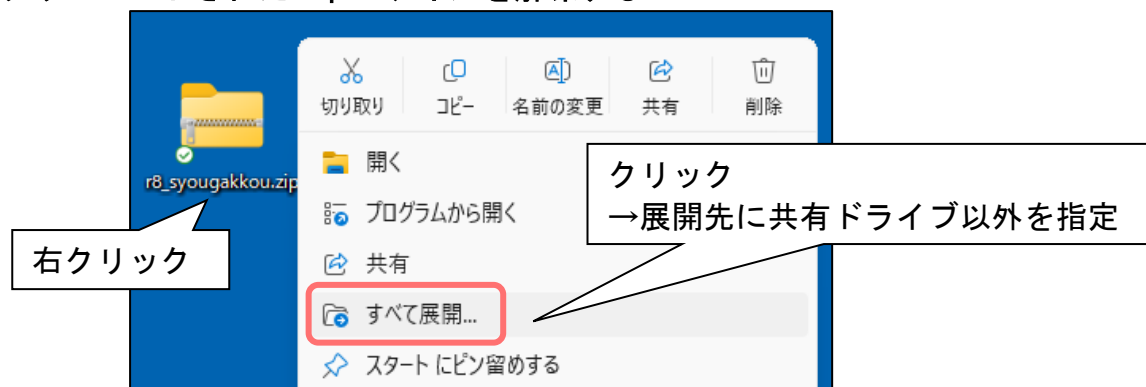 切り取り コピー 名前の変更 共有 削除
開く
プログラムから開く
共有
すべて展開...
スタート にピン留めする
r8_syougakkou.zip
右クリック
クリック
→展開先に共有ドライブ以外を指定